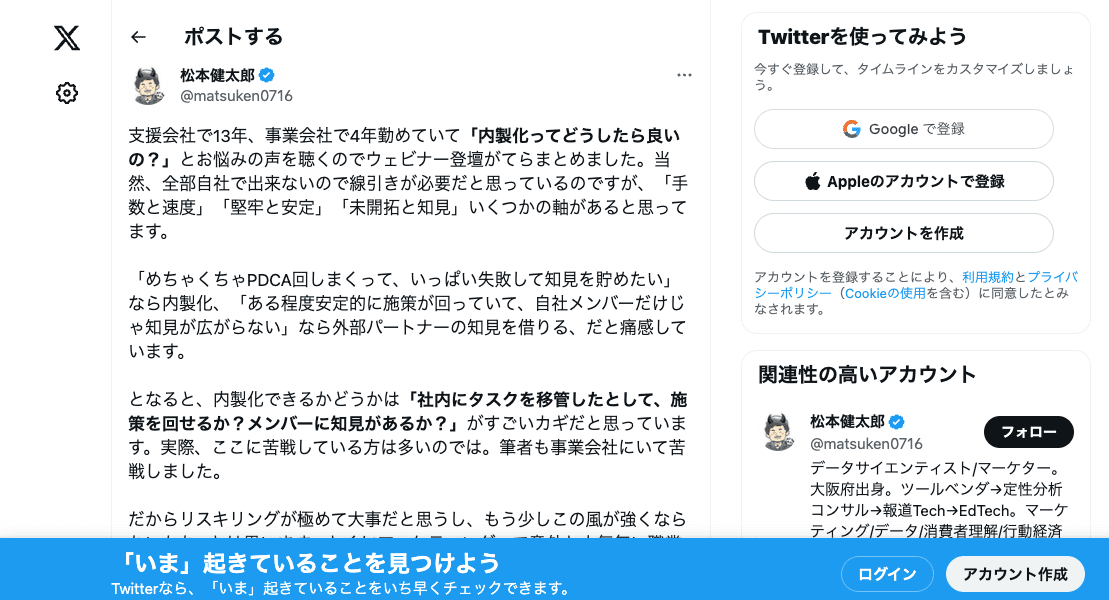 ポストする
松本健太郎
@matsuken0716
支援会社で13年、事業会社で4年勤めていて「内製化ってどうしたら良い
の？」とお悩みの声を聴くのでウェビナー登壇がてらまとめました。当
然、全部自社で出来ないので線引きが必要だと思っているのですが、「手
数と速度」「堅牢と安定」「未開拓と知見」いくつかの軸があると思って
ます。
「めちゃくちゃPDCA回しまくって、いっぱい失敗して知見を貯めたい」
なら内製化、「ある程度安定的に施策が回っていて、自社メンバーだけじ
ゃ知見が広がらない」なら外部パートナーの知見を借りる、だと痛感して
います。
となると、内製化できるかどうかは「社内にタスクを移管したとして、施
策を回せるか？メンバーに知見があるか？」がすごいカギだと思っていま
す。実際、ここに苦戦している方は多いのでは。筆者も事業会社にいて苦
戦しました。
だからリスキリングが極めて大事だと思うし、もう少しこの風が強くなら
Twitterを使ってみよう
今すぐ登録して、タイムラインをカスタマイズしましょ
う。
Google で登録
Appleのアカウントで登録
アカウントを作成
アカウントを登録することにより、利用規約とプライバ
シーポリシー（Cookieの使用を含む）に同意したとみ
なされます。
関連性の高いアカウント
松本健太郎
@matsuken0716
フォロー
データサイエンティスト/マーケター。
大阪府出身。ツールベンダ→定性分析
コンサル→報道Tech→EdTech。マーケ
ティング/データ/消費者理解/行動経済
「いま」起きていることを見つけよう
Twitterなら、「いま」起きていることをいち早くチェックできます。
ログイン
アカウント作成